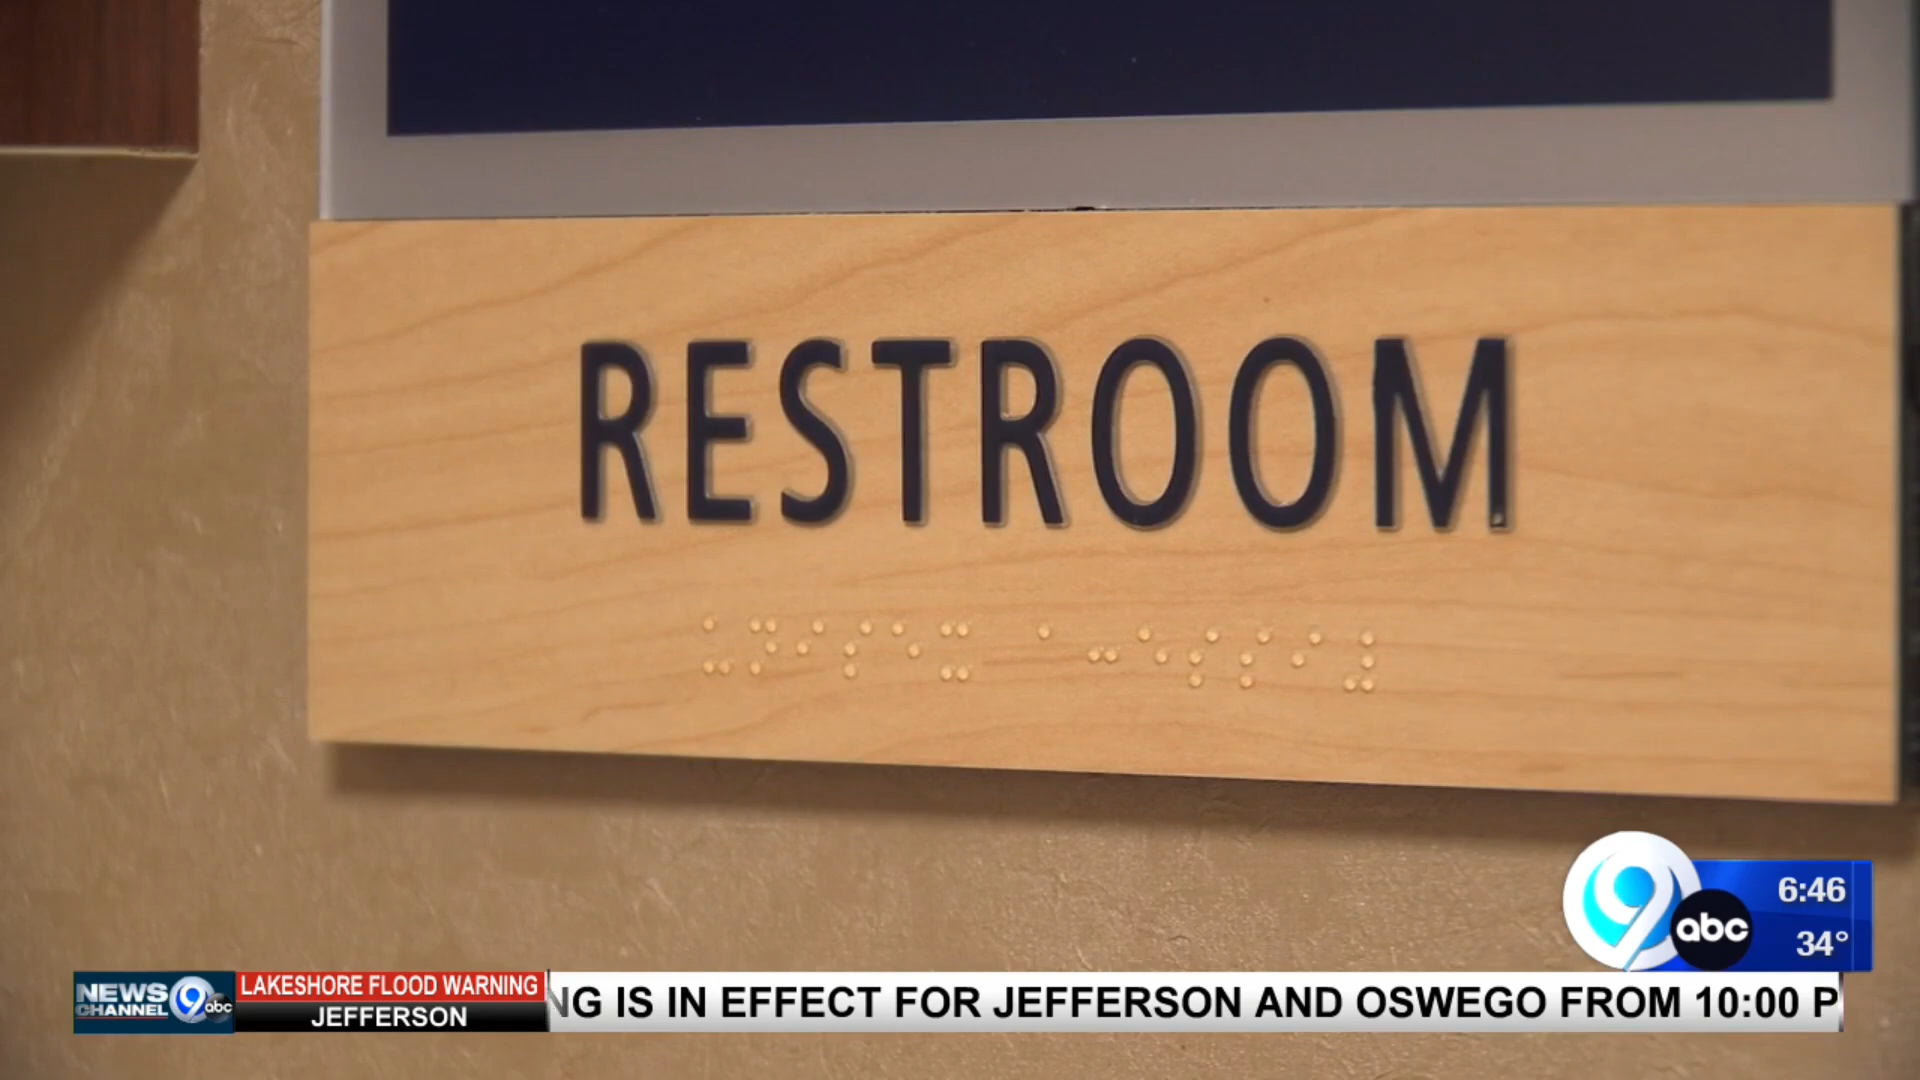 RESTROOM
9
abc
6:46
34°
NEWS
CHANNEL
9
abc
LAKESHORE FLOOD WARNING
JEFFERSON
NG IS IN EFFECT FOR JEFFERSON AND OSWEGO FROM 10:00 P